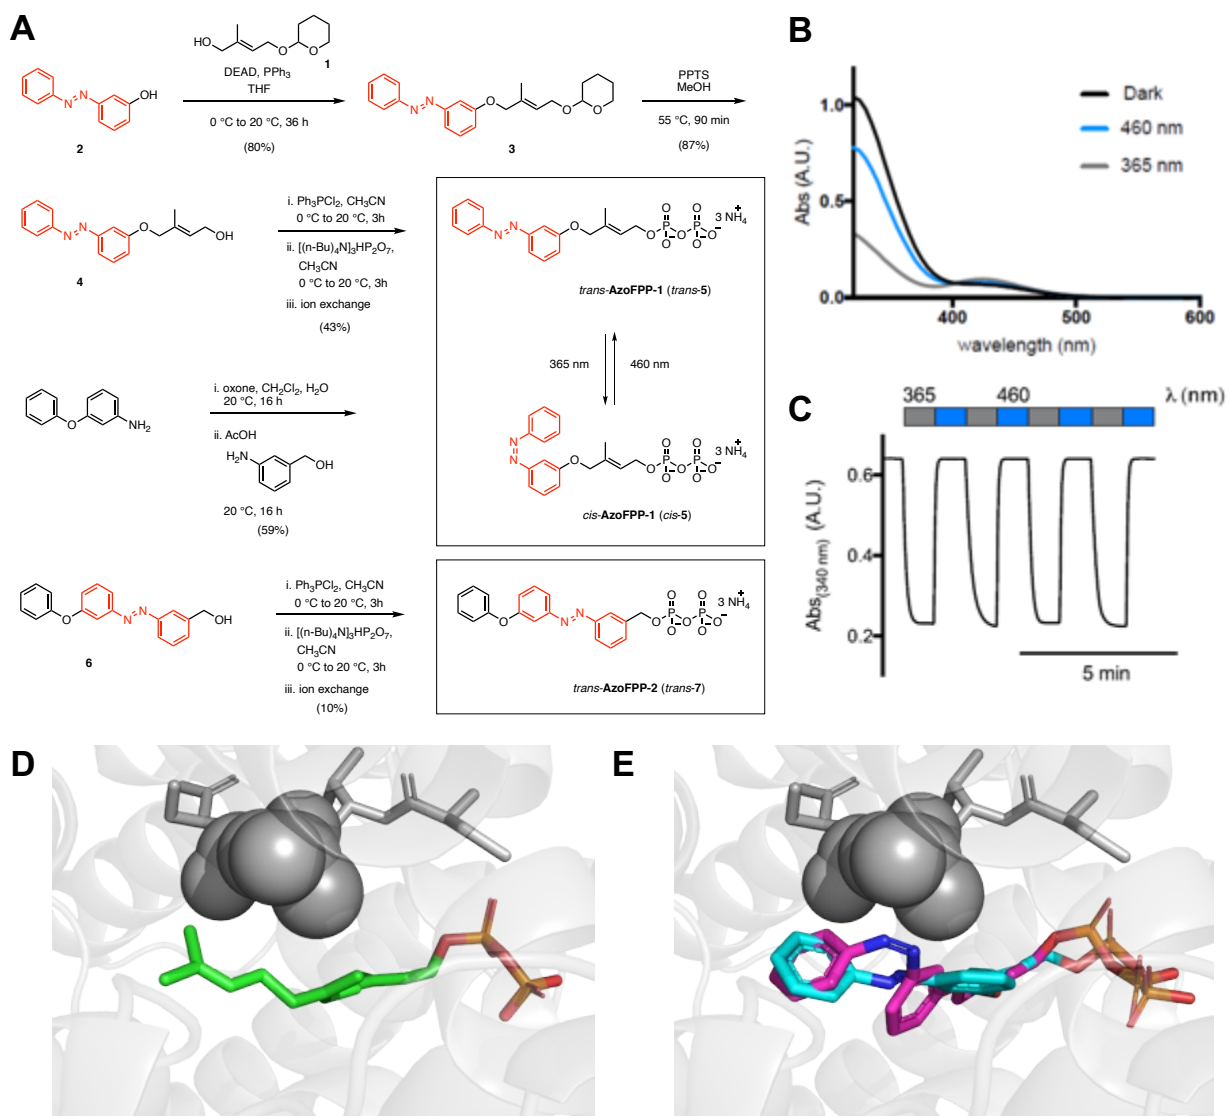 A
HO
O
O
1
DEAD, PPh3
THF
0 °C to 20 °C, 36 h
(80%)
N
N
OH
2
N
N
O
O
O
3
PPTS
MeOH
55 °C, 90 min
(87%)
N
N
O
OH
4
i. Ph3PCl2, CH3CN
0 °C to 20 °C, 3h
ii. [(n-Bu)4N]3HP2O7,
CH3CN
0 °C to 20 °C, 3h
iii. ion exchange
(43%)
N
N
O
O
O O
P P
O O O−
O
3 NH4+
trans-AzoFPP-1 (trans-5)
365 nm
460 nm
N
N
O
O
O O
P P
O O O−
O
3 NH4+
cis-AzoFPP-1 (cis-5)
O
NH2
i. oxone, CH2Cl2, H2O
20 °C, 16 h
ii. AcOH
H2N
OH
20 °C, 16 h
(59%)
O
N
N
OH
6
i. Ph3PCl2, CH3CN
0 °C to 20 °C, 3h
ii. [(n-Bu)4N]3HP2O7,
CH3CN
0 °C to 20 °C, 3h
iii. ion exchange
(10%)
O
N
N
O
O O
P P
O O O−
O
3 NH4+
trans-AzoFPP-2 (trans-7)
B
Abs (A.U.)
1.0
0.5
0.0
400
500
600
wavelength (nm)
Dark
460 nm
365 nm
C
365
460
λ (nm)
Abs(340 nm) (A.U.)
0.6
0.4
0.2
5 min
D
E